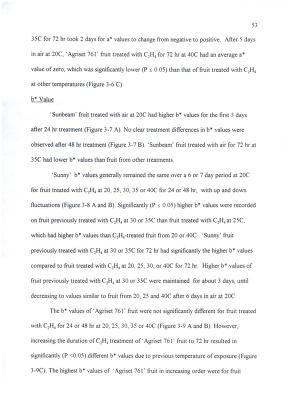 53
35C for 72 hr took 2 days for a* values to change from negative to positive. After 5 days
in air at 20C, 'Agriset 761' fruit treated with C₂H₄ for 72 hr at 40C had an average a*
value of zero, which was significantly lower (P ≤ 0.05) than that of fruit treated with C₂H₄
at other temperatures (Figure 3-6 C).
b* Value
'Sunbeam' fruit treated with air at 20C had higher b* values for the first 3 days
after 24 hr treatment (Figure 3-7 A). No clear treatment differences in b* values were
observed after 48 hr treatment (Figure 3-7 B). 'Sunbeam' fruit treated with air for 72 hr at
35C had lower b* values than fruit from other treatments.
'Sunny' b* values generally remained the same over a 6 or 7 day period at 20C
for fruit treated with C₂H₄ at 20, 25, 30, 35 or 40C for 24 or 48 hr, with up and down
fluctuations (Figure 3-8 A and B). Significantly (P ≤ 0.05) higher b* values were recorded
on fruit previously treated with C₂H₄ at 30 or 35C than fruit treated with C₂H₄ at 25C,
which had higher b* values than C₂H₄-treated fruit from 20 or 40C. 'Sunny' fruit
previously treated with C₂H₄ at 30 or 35C for 72 hr had significantly the higher b* values
compared to fruit treated with C₂H₄ at 20, 25, 30, or 40C for 72 hr. Higher b* values of
fruit previously treated with C₂H₄ at 30 or 35C were maintained for about 3 days, until
decreasing to values similar to fruit from 20, 25 and 40C after 6 days in air at 20C.
The b* values of 'Agriset 761' fruit were not significantly different for fruit treated
with C₂H₄ for 24 or 48 hr at 20, 25, 30, 35 or 40C (Figure 3-9 A and B). However,
increasing the duration of C₂H₄ treatment of 'Agriset 761' fruit to 72 hr resulted in
significantly (P <0.05) different b* values due to previous temperature of exposure (Figure
3-9C). The highest b* values of 'Agriset 761' fruit in increasing order were for fruit